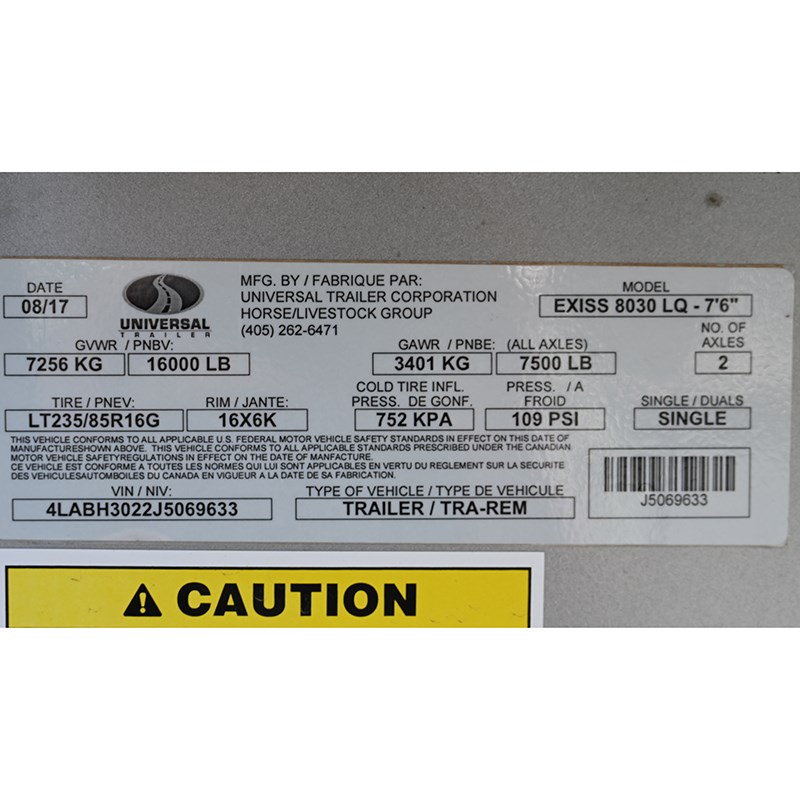 DATE
08/17
UNIVERSAL
TRAILER
MFG. BY / FABRIQUE PAR:
UNIVERSAL TRAILER CORPORATION
HORSE/LIVESTOCK GROUP
(405) 262-6471
MODEL
EXISS 8030 LQ - 7'6"
GVWR / PNBV:
7256 KG 16000 LB
GAWR / PNBE: (ALL AXLES)
3401 KG 7500 LB
NO. OF
AXLES
2
TIRE / PNEV:
LT235/85R16G
RIM / JANTE:
16X6K
COLD TIRE INFL. PRESS. / A
PRESS. DE GONF. FROID
752 KPA 109 PSI
SINGLE / DUALS
SINGLE
THIS VEHICLE CONFORMS TO ALL APPLICABLE U.S. FEDERAL MOTOR VEHICLE SAFETY STANDARDS IN EFFECT ON THIS DATE OF
MANUFACTURESHOWN ABOVE. THIS VEHICLE CONFORMS TO ALL APPLICABLE STANDARDS PRESCRIBED UNDER THE CANADIAN
MOTOR VEHICLE SAFETYREGULATIONS IN EFFECT ON THE DATE OF MANFACTURE.
CE VEHICLE EST CONFORME A TOUTES LES NORMES QUI LUI SONT APPLICABLES EN VERTU DU REGLEMENT SUR LA SECURITE
DES VEHICULESAUTOMBOILES DU CANADA EN VIGUEUR A LA DATE DE SA FABRICATION
VIN / NIV:
4LABH3022J5069633
TYPE OF VEHICLE / TYPE DE VEHICULE
TRAILER / TRA-REM
J5069633
CAUTION